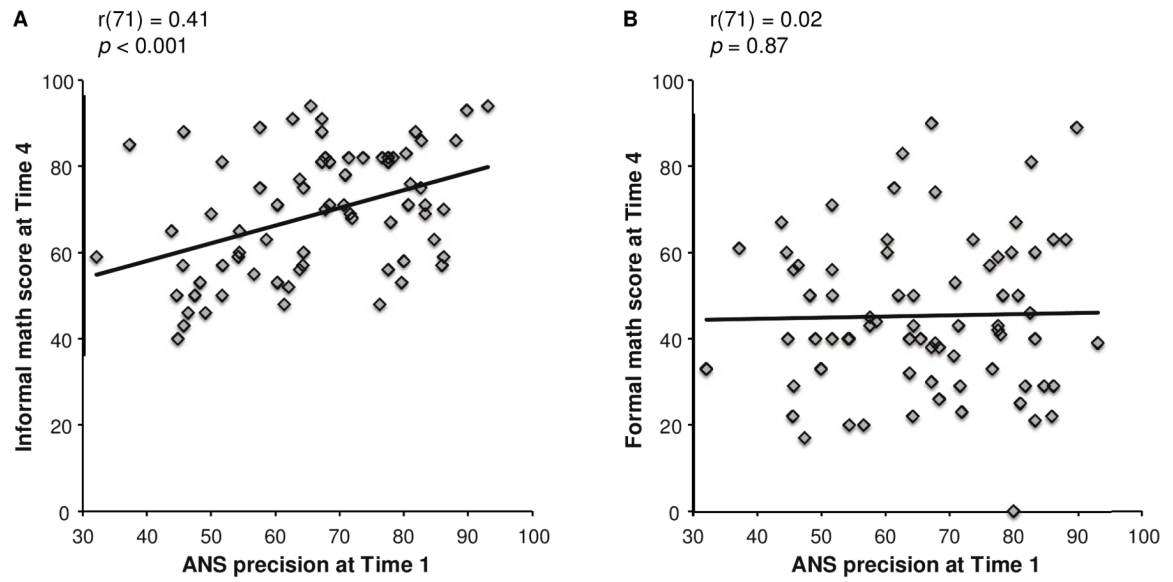 A
r(71) = 0.41
p < 0.001
Informal math score at Time 4
100
80
60
40
20
0
30 40 50 60 70 80 90 100
ANS precision at Time 1
B
r(71) = 0.02
p = 0.87
Formal math score at Time 4
100
80
60
40
20
0
30 40 50 60 70 80 90 100
ANS precision at Time 1